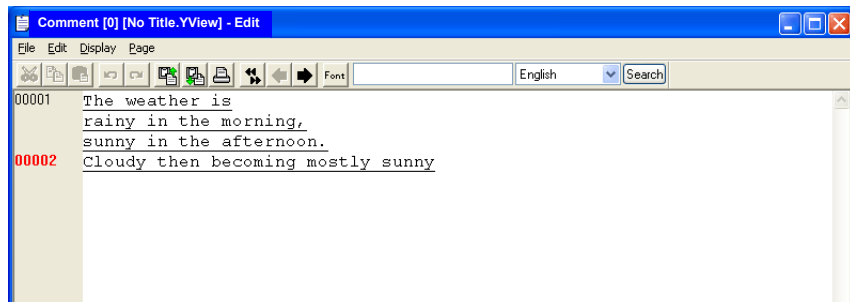 Comment [0] [No Title.YView] - Edit
File Edit Display Page
Font English Search
00001 The weather is
rainy in the morning,
sunny in the afternoon.
00002 Cloudy then becoming mostly sunny